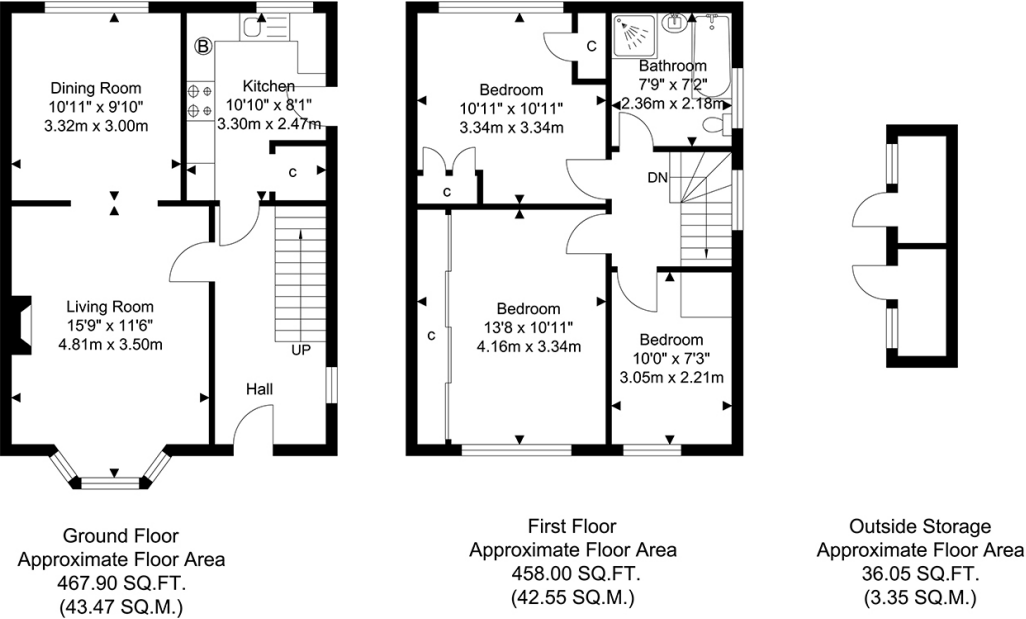 Dining Room
10'11" x 9'10"
3.32m x 3.00m
B
Kitchen
10'10" x 8'1"
3.30m x 2.47m
c
Living Room
15'9" x 11'6"
4.81m x 3.50m
UP
Hall
Ground Floor
Approximate Floor Area
467.90 SQ.FT.
(43.47 SQ.M.)
Bedroom
10'11" x 10'11"
3.34m x 3.34m
C
Bathroom
7'9" x 7'2"
2.36m x 2.18m
c
DN
c
Bedroom
13'8 x 10'11"
4.16m x 3.34m
Bedroom
10'0" x 7'3"
3.05m x 2.21m
First Floor
Approximate Floor Area
458.00 SQ.FT.
(42.55 SQ.M.)
Outside Storage
Approximate Floor Area
36.05 SQ.FT.
(3.35 SQ.M.)